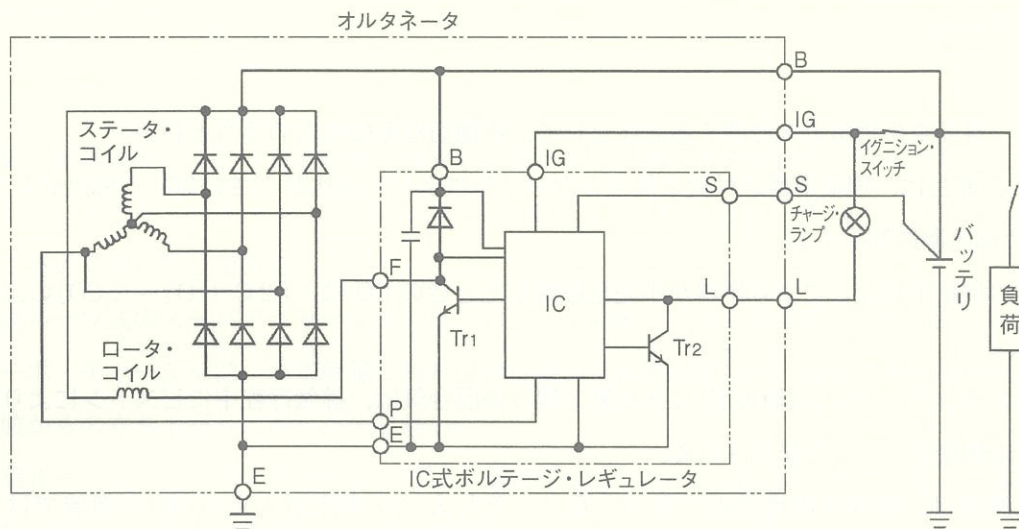 オルタネータ
B
IG
ステータ・
コイル
イグニション・
スイッチ
B
IG
S
S
チャージ・
ランプ
バッテリ
F
IC
L
L
負荷
Tr1
Tr2
ロータ・
コイル
P
E
IC式ボルテージ・レギュレータ
E